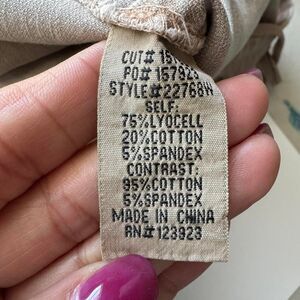 CUT#
PO# 157923
STYLE#22768W
SELF:
75%LYOCELL
20%COTTON
5%SPANDEX
CONTRAST:
95%COTTON
5%SPANDEX
MADE IN CHINA
RN#123923